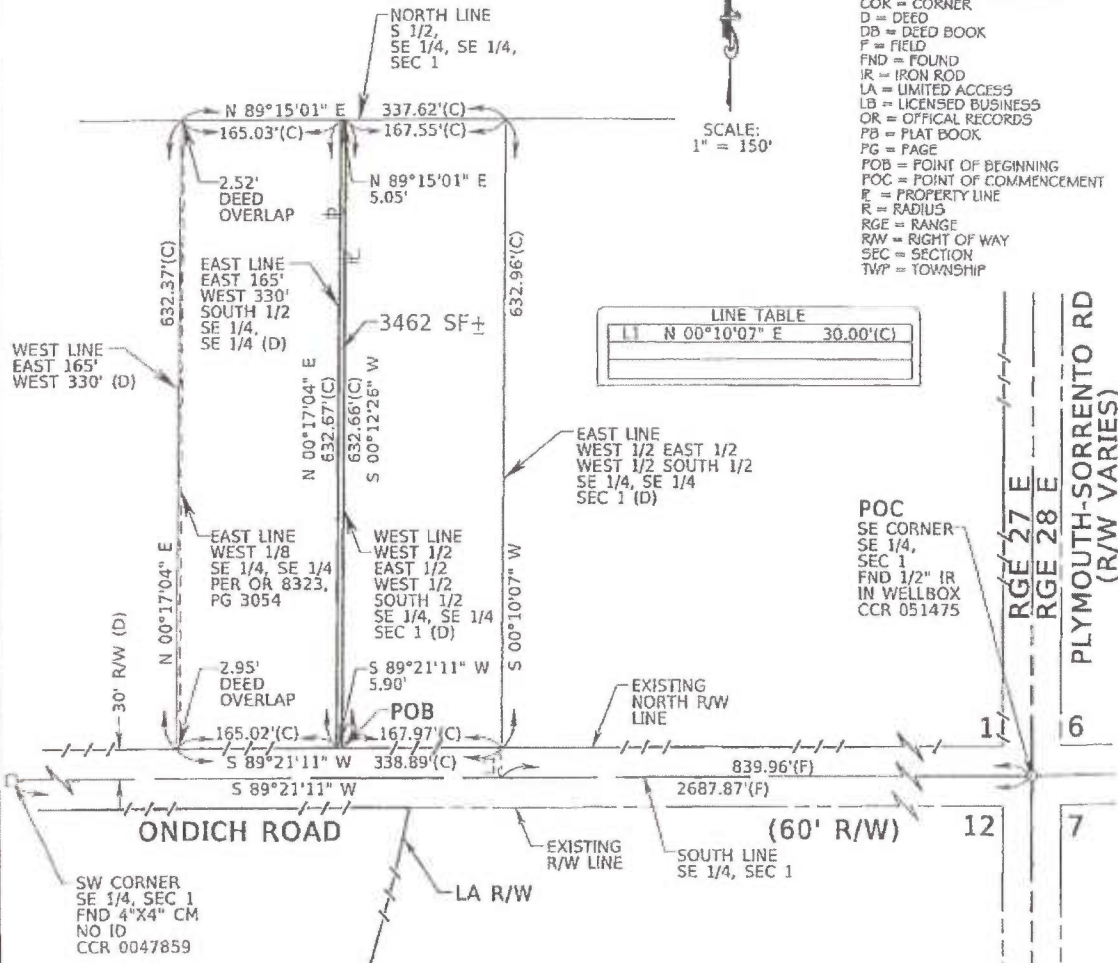 NORTH LINE
S 1/2,
SE 1/4, SE 1/4,
SEC 1
N 89°15'01" E 337.62'(C)
165.03'(C) 167.55'(C)
N 89°15'01" E
5.05'
2.52'
DEED
OVERLAP
632.37'(C)
632.96'(C)
EAST LINE
EAST 165'
WEST 330'
SOUTH 1/2
SE 1/4,
SE 1/4 (D)
3462 SF±
WEST LINE
EAST 165'
WEST 330' (D)
N 00°17'04" E
632.67'(C)
632.66'(C)
S 00°12'26" W
EAST LINE
WEST 1/2 EAST 1/2
WEST 1/2 SOUTH 1/2
SE 1/4, SE 1/4
SEC 1 (D)
EAST LINE
WEST 1/8
SE 1/4, SE 1/4
PER OR 8323,
PG 3054
WEST LINE
WEST 1/2
EAST 1/2
WEST 1/2
SOUTH 1/2
SE 1/4, SE 1/4
SEC 1 (D)
N 00°17'04" E
S 00°10'07" W
30' R/W (D)
2.95'
DEED
OVERLAP
S 89°21'11" W
5.90'
POB
165.02'(C) 167.97'(C)
S 89°21'11" W 338.89'(C)
S 89°21'11" W
EXISTING
NORTH R/W
LINE
839.96'(F)
2687.87'(F)
ONDICH ROAD (60' R/W)
EXISTING
R/W LINE
SOUTH LINE
SE 1/4, SEC 1
LA R/W
SW CORNER
SE 1/4, SEC 1
FND 4"X4" CM
NO ID
CCR 0047859
SCALE:
1" = 150'
COR = CORNER
D = DEED
DB = DEED BOOK
F = FIELD
FND = FOUND
IR = IRON ROD
LA = LIMITED ACCESS
LB = LICENSED BUSINESS
OR = OFFICAL RECORDS
PB = PLAT BOOK
PG = PAGE
POB = POINT OF BEGINNING
POC = POINT OF COMMENCEMENT
= PROPERTY LINE
R = RADIUS
RGE = RANGE
R/W = RIGHT OF WAY
SEC = SECTION
TWP = TOWNSHIP
LINE TABLE
L1 N 00°10'07" E 30.00'(C)
POC
SE CORNER
SE 1/4,
SEC 1
FND 1/2" IR
IN WELLBOX
CCR 051475
RGE 27 E
RGE 28 E
PLYMOUTH-SORRENTO RD
(R/W VARIES)
1 6
12 7